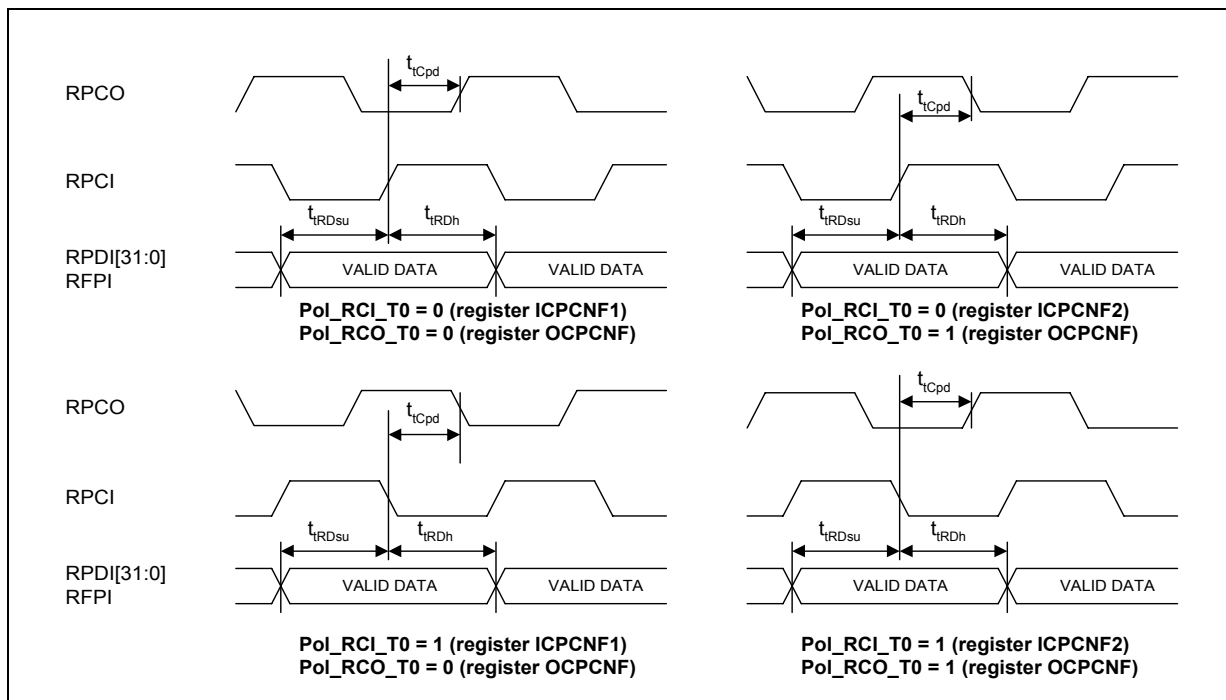 t_tCpd
RPCO
RPCI
t_tRDsu
t_tRDh
RPDI[31:0]
RFPI
VALID DATA
VALID DATA
Pol_RCI_T0 = 0 (register ICPCNF1)
Pol_RCO_T0 = 0 (register OCPCNF)
t_tCpd
t_tRDsu
t_tRDh
VALID DATA
VALID DATA
Pol_RCI_T0 = 0 (register ICPCNF2)
Pol_RCO_T0 = 1 (register OCPCNF)
RPCO
t_tCpd
RPCI
t_tRDsu
t_tRDh
RPDI[31:0]
RFPI
VALID DATA
VALID DATA
Pol_RCI_T0 = 1 (register ICPCNF1)
Pol_RCO_T0 = 0 (register OCPCNF)
t_tCpd
t_tRDsu
t_tRDh
VALID DATA
VALID DATA
Pol_RCI_T0 = 1 (register ICPCNF2)
Pol_RCO_T0 = 1 (register OCPCNF)